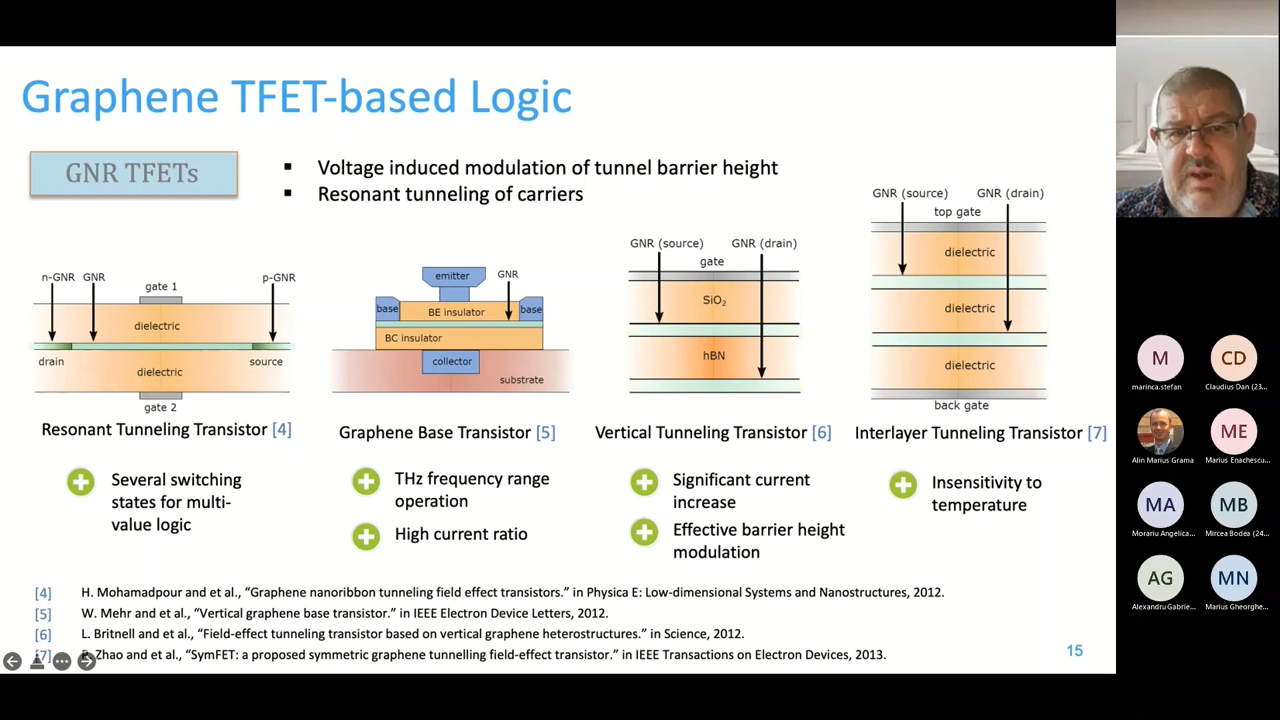 Graphene TFET-based Logic
GNR TFETs
▪ Voltage induced modulation of tunnel barrier height
▪ Resonant tunneling of carriers
n-GNR GNR p-GNR
gate 1
dielectric
drain source
dielectric
gate 2
Resonant Tunneling Transistor [4]
emitter GNR
base BE insulator base
BC insulator
collector
substrate
Graphene Base Transistor [5]
GNR (source) GNR (drain)
gate
SiO₂
hBN
Vertical Tunneling Transistor [6]
GNR (source) GNR (drain)
top gate
dielectric
dielectric
dielectric
back gate
Interlayer Tunneling Transistor [7]
Several switching
states for multi-
value logic
THz frequency range
operation
High current ratio
Significant current
increase
Effective barrier height
modulation
Insensitivity to
temperature
[4] H. Mohamadpour and et al., “Graphene nanoribbon tunneling field effect transistors.” in Physica E: Low-dimensional Systems and Nanostructures, 2012.
[5] W. Mehr and et al., “Vertical graphene base transistor.” in IEEE Electron Device Letters, 2012.
[6] L. Britnell and et al., “Field-effect tunneling transistor based on vertical graphene heterostructures.” in Science, 2012.
[7] Zhao and et al., “SymFET: a proposed symmetric graphene tunnelling field-effect transistor.” in IEEE Transactions on Electron Devices, 2013.
15
M CD
marinca.stefan Claudius Dan (23...
ME
Alin Marius Grama Marius Enachescu...
MA MB
Morariu Angelica... Mircea Bodea (24...
AG MN
Alexandru Gabrie... Marius Gheorghe...